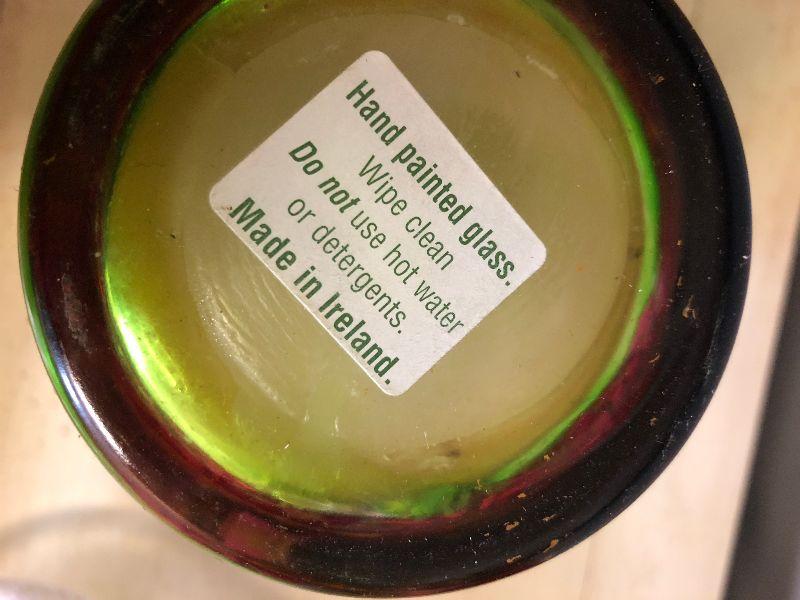 Hand painted glass.
Wipe clean
Do not use hot water
or detergents.
Made in Ireland.